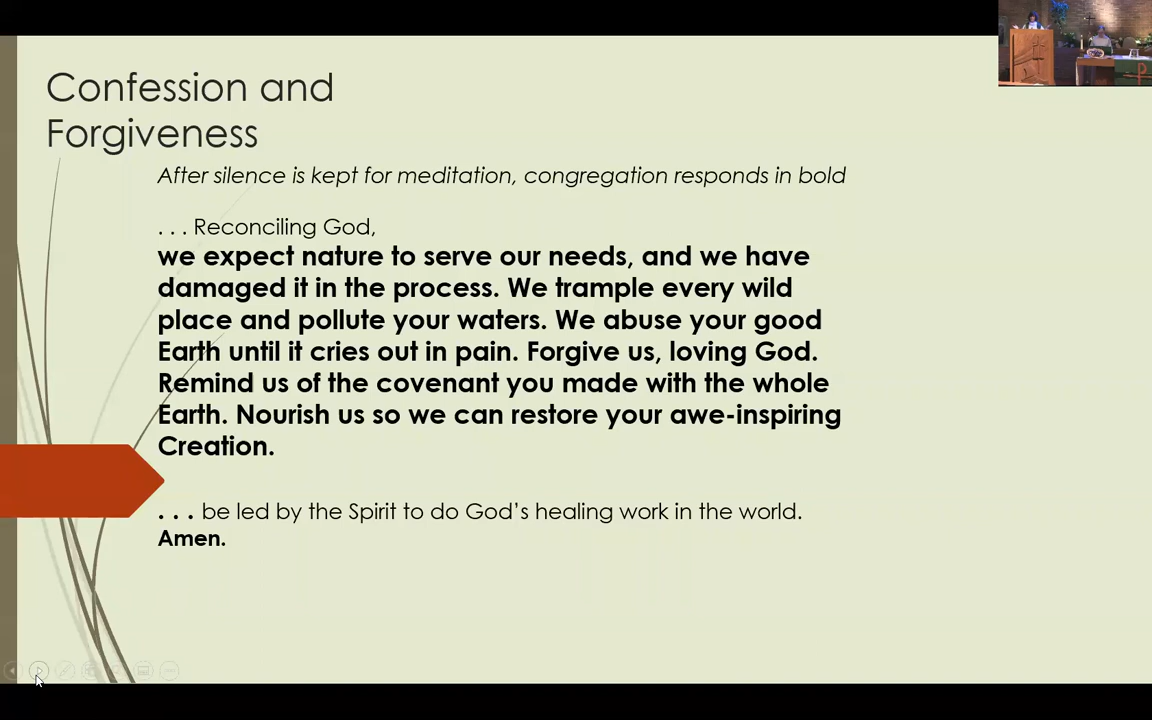 Confession and
Forgiveness
After silence is kept for meditation, congregation responds in bold
. . . Reconciling God,
we expect nature to serve our needs, and we have
damaged it in the process. We trample every wild
place and pollute your waters. We abuse your good
Earth until it cries out in pain. Forgive us, loving God.
Remind us of the covenant you made with the whole
Earth. Nourish us so we can restore your awe-inspiring
Creation.
. . . be led by the Spirit to do God’s healing work in the world.
Amen.